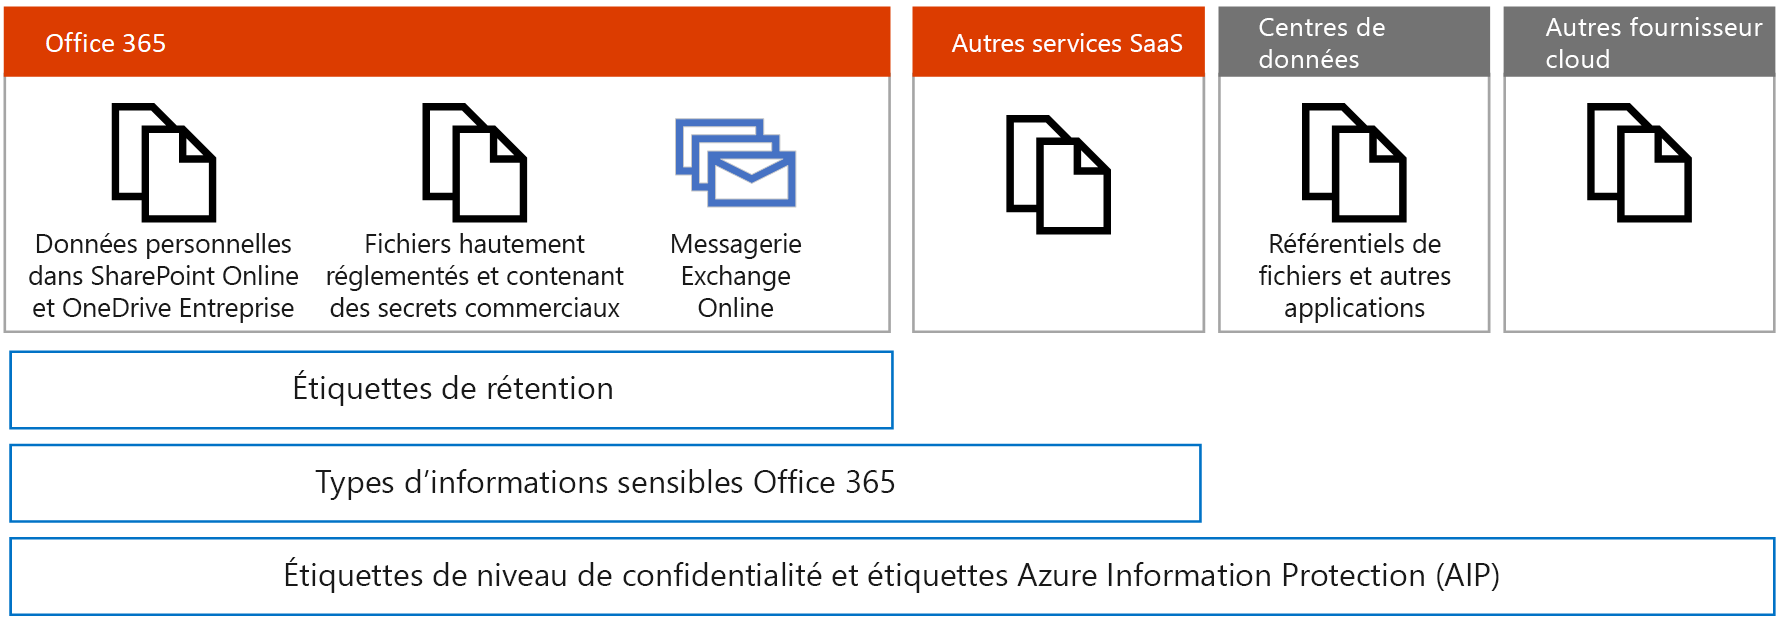 Office 365
Autres services SaaS
Centres de
données
Autres fournisseur
cloud
Données personnelles
dans SharePoint Online
et OneDrive Entreprise
Fichiers hautement
réglementés et contenant
des secrets commerciaux
Messagerie
Exchange
Online
Référentiels de
fichiers et autres
applications
Étiquettes de rétention
Types d’informations sensibles Office 365
Étiquettes de niveau de confidentialité et étiquettes Azure Information Protection (AIP)